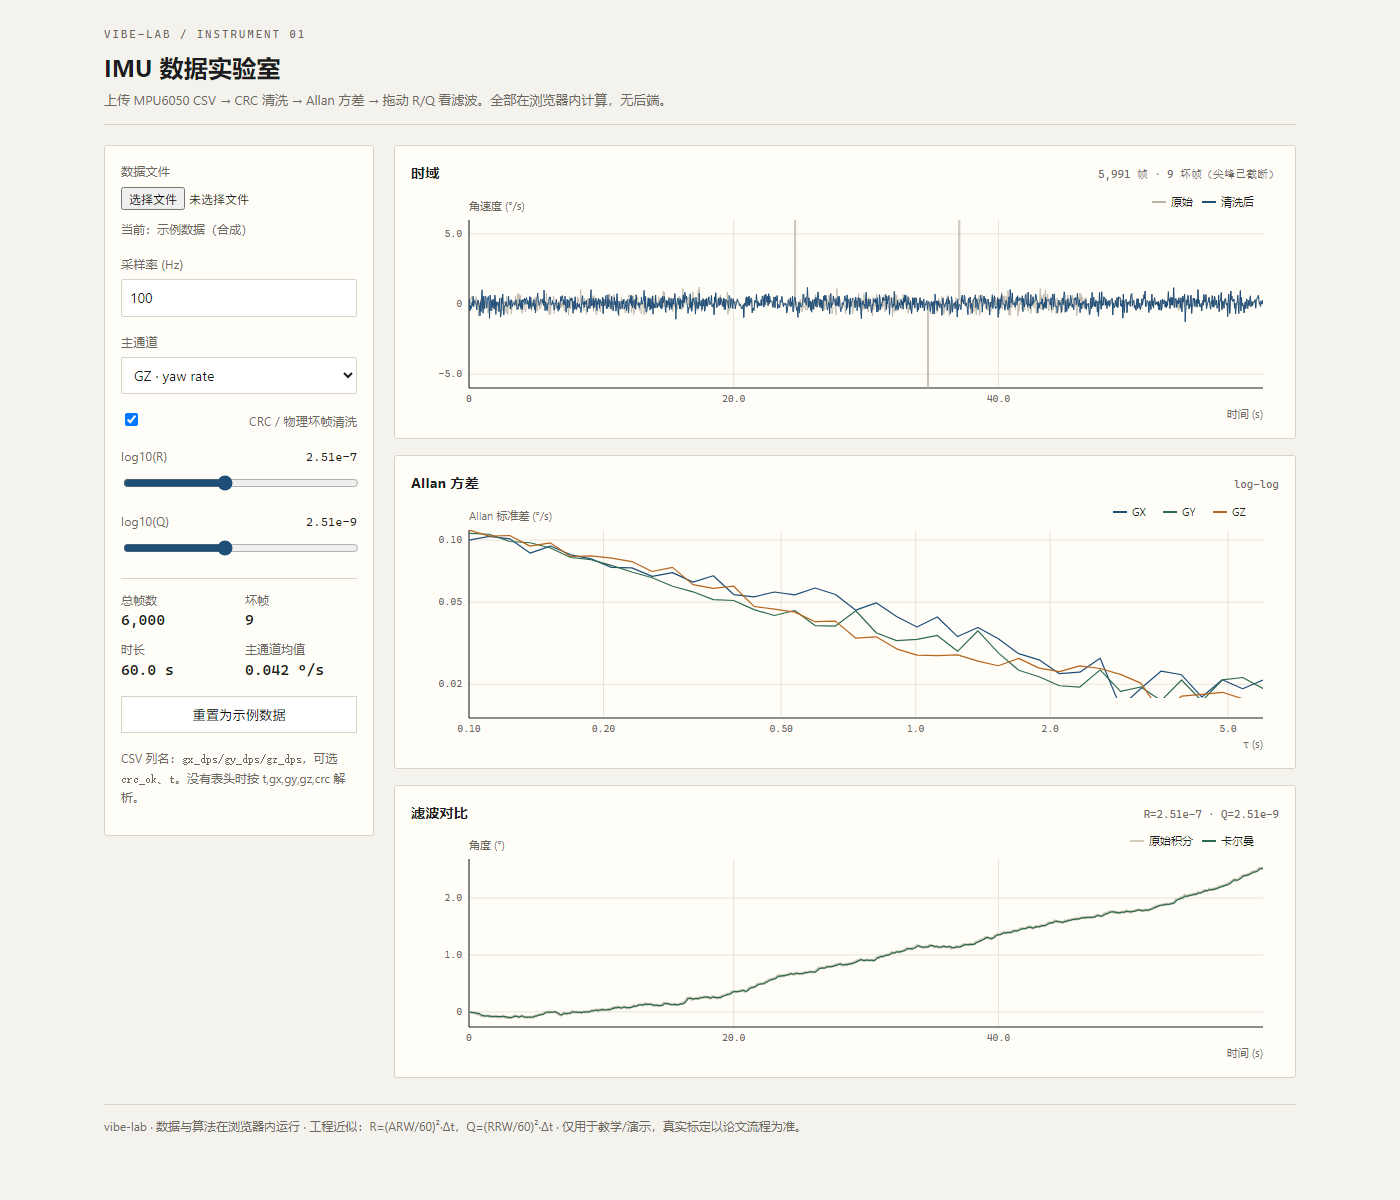 VIBE-LAB / INSTRUMENT 01
IMU 数据实验室
上传 MPU6050 CSV → CRC 清洗 → Allan 方差 → 拖动 R/Q 看滤波。全部在浏览器内计算，无后端。
数据文件
选择文件 未选择文件
当前：示例数据（合成）
采样率 (Hz)
100
主通道
GZ · yaw rate
CRC / 物理坏帧清洗
log10(R) 2.51e-7
log10(Q) 2.51e-9
总帧数 坏帧
6,000 9
时长 主通道均值
60.0 s 0.042 °/s
重置为示例数据
CSV 列名：gx_dps/gy_dps/gz_dps，可选
crc_ok、t。没有表头时按 t,gx,gy,gz,crc 解
析。
时域 5,991 帧 · 9 坏帧（尖峰已截断）
角速度 (°/s) 原始 清洗后
5.0
0
−5.0
0 20.0 40.0
时间 (s)
Allan 方差 log-log
Allan 标准差 (°/s) GX GY GZ
0.10
0.05
0.02
0.10 0.20 0.50 1.0 2.0 5.0
τ (s)
滤波对比 R=2.51e-7 · Q=2.51e-9
角度 (°) 原始积分 卡尔曼
2.0
1.0
0
0 20.0 40.0
时间 (s)
vibe-lab · 数据与算法在浏览器内运行 · 工程近似：R=(ARW/60)²·Δt，Q=(RRW/60)²·Δt · 仅用于教学/演示，真实标定以论文流程为准。